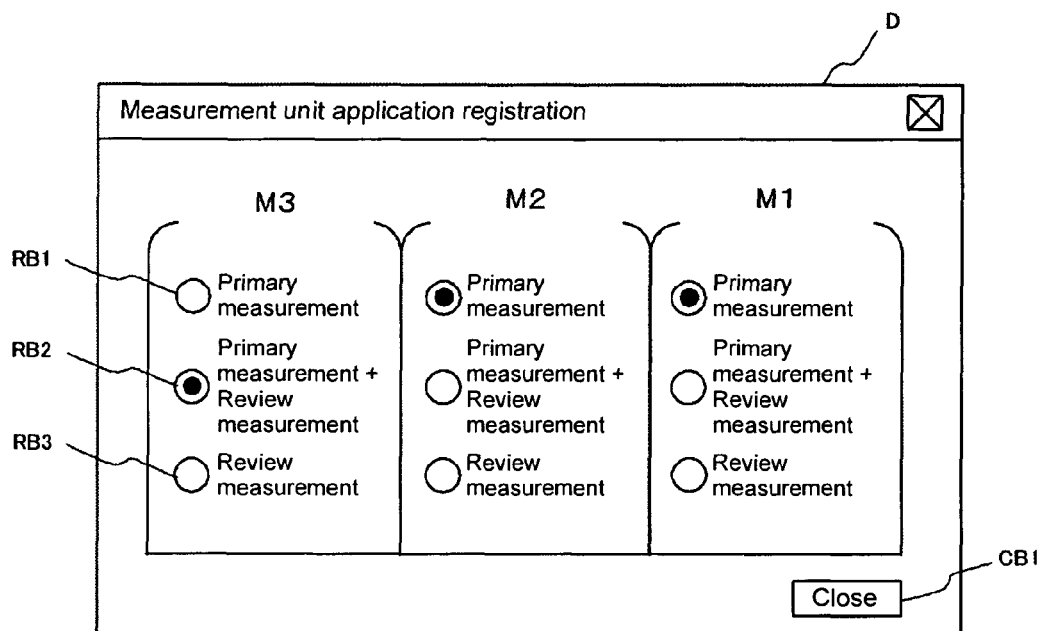 D
Measurement unit application registration
M3
M2
M1
RB1
Primary
measurement
Primary
measurement
Primary
measurement
RB2
Primary
measurement +
Review
measurement
Primary
measurement +
Review
measurement
Primary
measurement +
Review
measurement
RB3
Review
measurement
Review
measurement
Review
measurement
CB1
Close